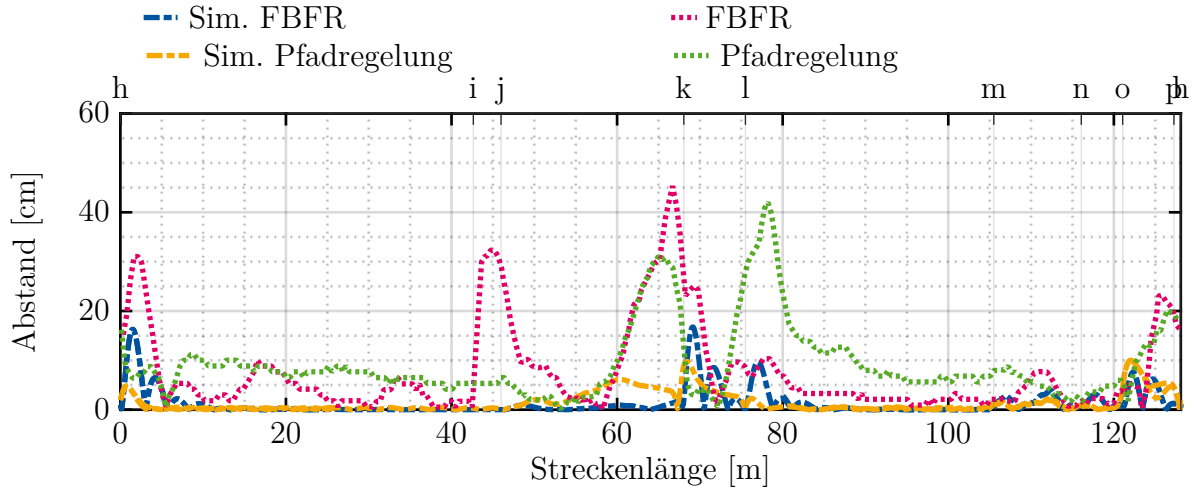 Sim. FBFR FBFR
Sim. Pfadregelung Pfadregelung
h i j k l m n o p h
60
40
20
0
Abstand [cm]
0 20 40 60 80 100 120
Streckenlänge [m]